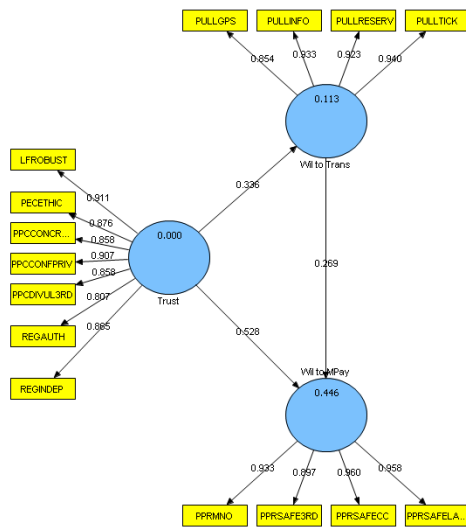 PULLGPS PULLINFO PULLRESERV PULLTICK
0.854 0.933 0.923 0.940
0.113
Wil to Trans
LFROBUST
PECETHIC
PPCCONCR...
PPCCONFPRIV
PPCDIVUL3RD
REGAUTH
REGINDEP
0.911
0.876
0.858
0.907
0.858
0.807
0.865
0.000
Trust
0.336
0.269
0.528
Wil to MPay
0.446
0.933 0.897 0.960 0.958
PPRMNO PPRSAFE3RD PPRSAFECC PPRSAFELA...